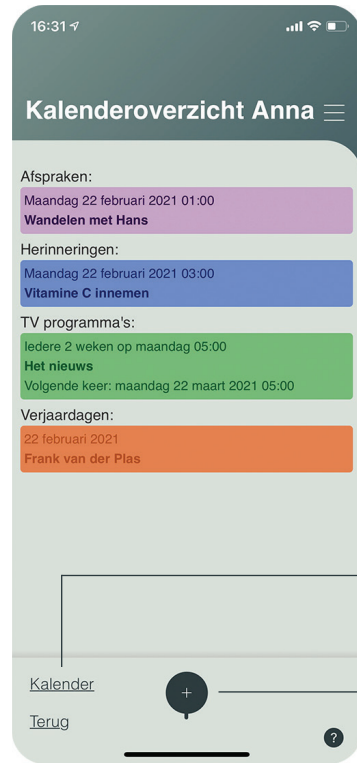 16:31
Kalenderoverzicht Anna
Afspraken:
Maandag 22 februari 2021 01:00
Wandelen met Hans
Herinneringen:
Maandag 22 februari 2021 03:00
Vitamine C innemen
TV programma's:
Iedere 2 weken op maandag 05:00
Het nieuws
Volgende keer: maandag 22 maart 2021 05:00
Verjaardagen:
22 februari 2021
Frank van der Plas
Kalender
+
Terug
?